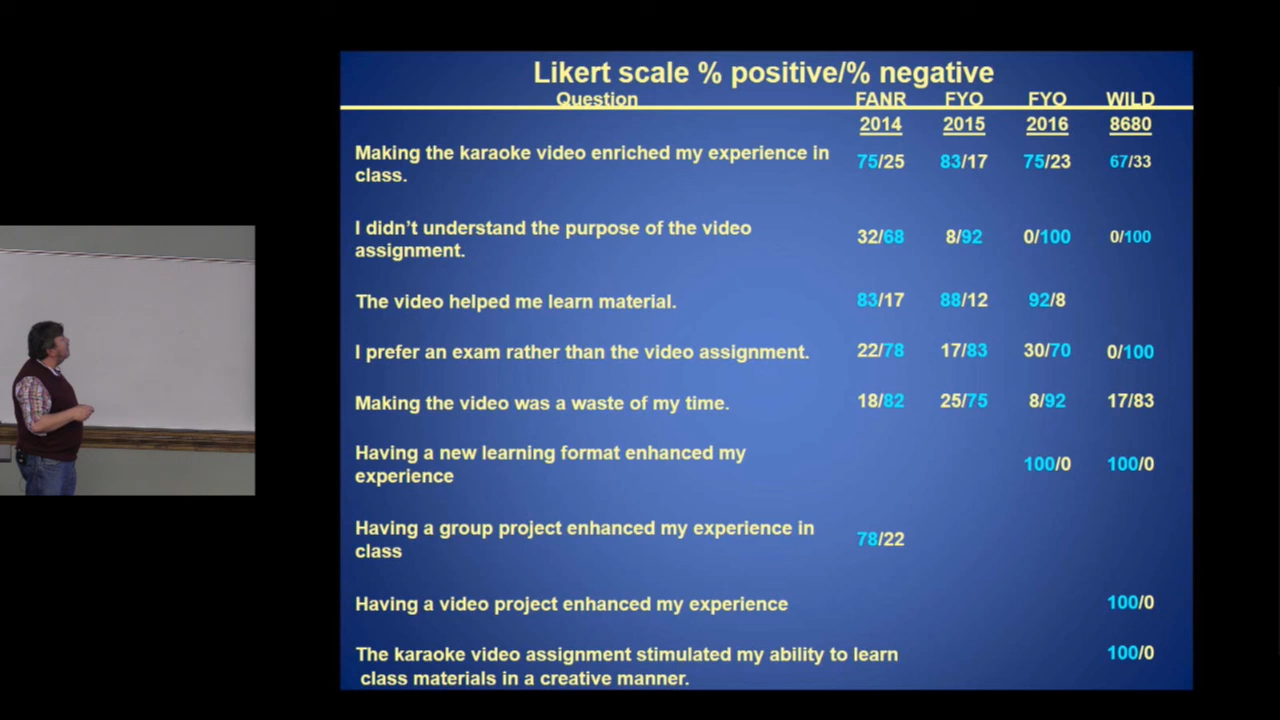 Likert scale % positive/% negative
Question FANR FYO FYO WILD
2014 2015 2016 8680
Making the karaoke video enriched my experience in
class.
75/25 83/17 75/23 67/33
I didn't understand the purpose of the video
assignment.
32/68 8/92 0/100 0/100
The video helped me learn material. 83/17 88/12 92/8
I prefer an exam rather than the video assignment. 22/78 17/83 30/70 0/100
Making the video was a waste of my time. 18/82 25/75 8/92 17/83
Having a new learning format enhanced my
experience
100/0 100/0
Having a group project enhanced my experience in
class
78/22
Having a video project enhanced my experience 100/0
The karaoke video assignment stimulated my ability to learn 100/0
class materials in a creative manner.